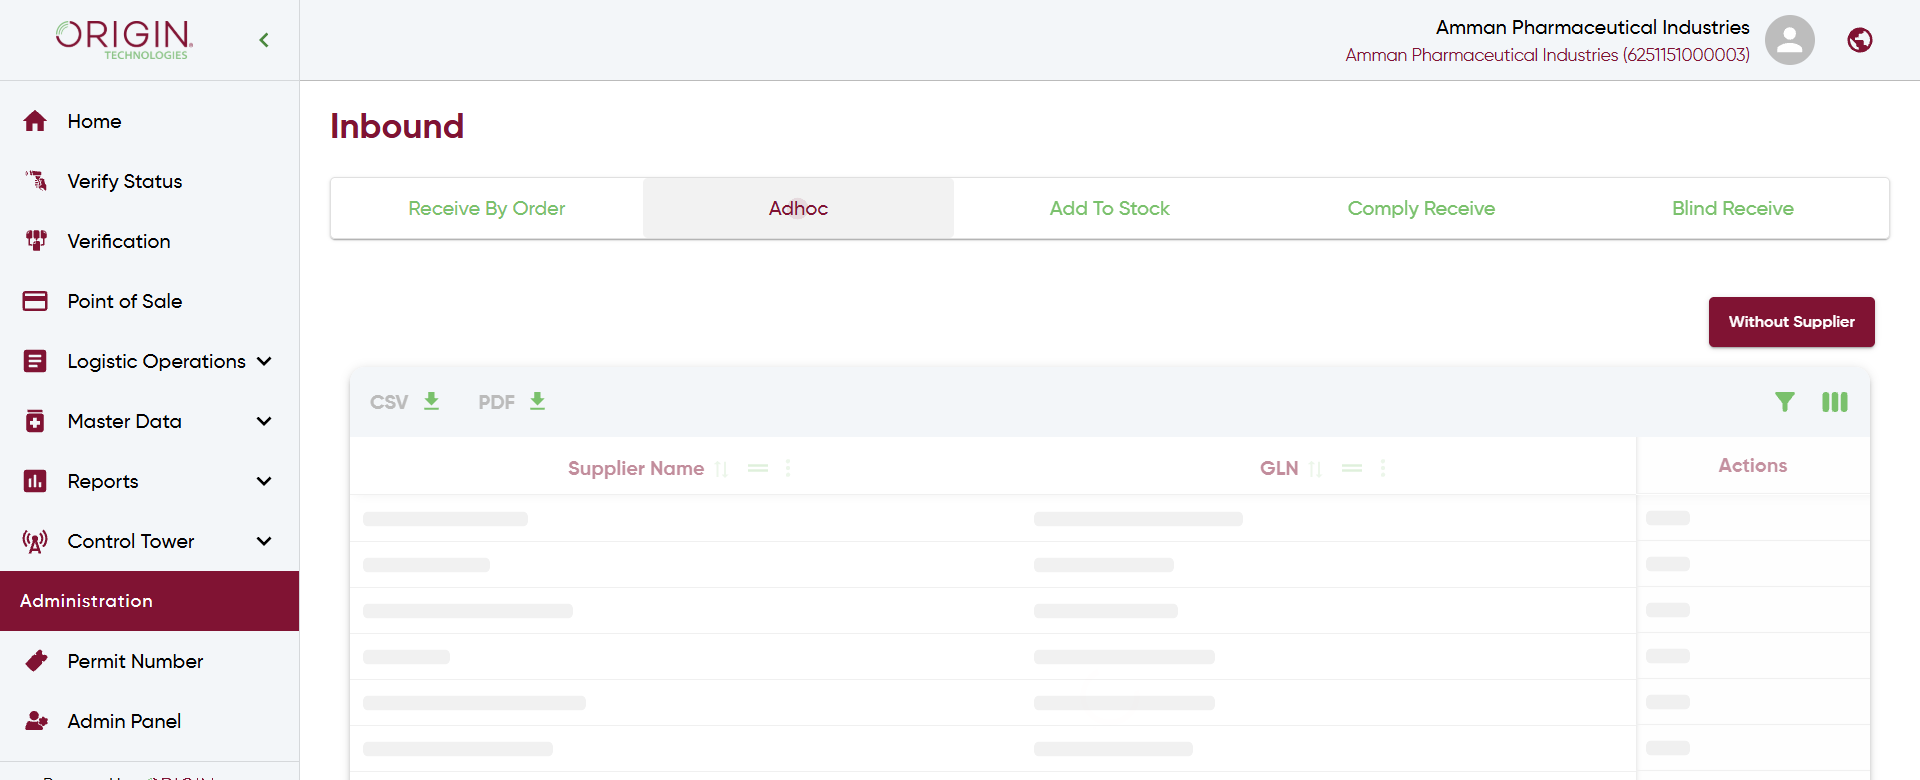 ORIGIN
TECHNOLOGIES
Amman Pharmaceutical Industries
Amman Pharmaceutical Industries (6251151000003)
Home
Verify Status
Verification
Point of Sale
Logistic Operations
Master Data
Reports
Control Tower
Administration
Permit Number
Admin Panel
Inbound
Receive By Order
Adhoc
Add To Stock
Comply Receive
Blind Receive
Without Supplier
CSV
PDF
Supplier Name
GLN
Actions